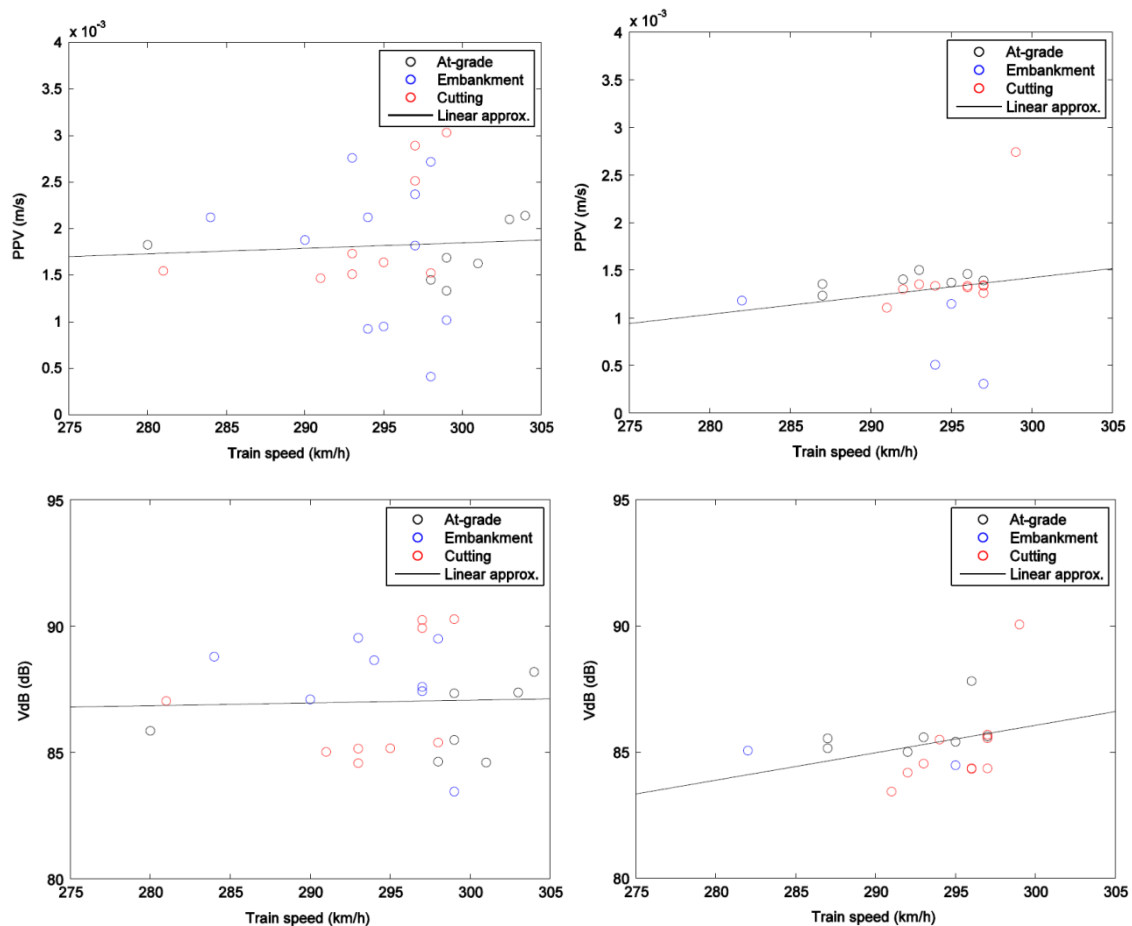 x 10⁻³
4
3.5
3
2.5
2
1.5
1
0.5
0
PPV (m/s)
At-grade
Embankment
Cutting
Linear approx.
275 280 285 290 295 300 305
Train speed (km/h)
x 10⁻³
4
3.5
3
2.5
2
1.5
1
0.5
0
PPV (m/s)
At-grade
Embankment
Cutting
Linear approx.
275 280 285 290 295 300 305
Train speed (km/h)
95
90
85
80
VdB (dB)
At-grade
Embankment
Cutting
Linear approx.
275 280 285 290 295 300 305
Train speed (km/h)
95
90
85
80
VdB (dB)
At-grade
Embankment
Cutting
Linear approx.
275 280 285 290 295 300 305
Train speed (km/h)